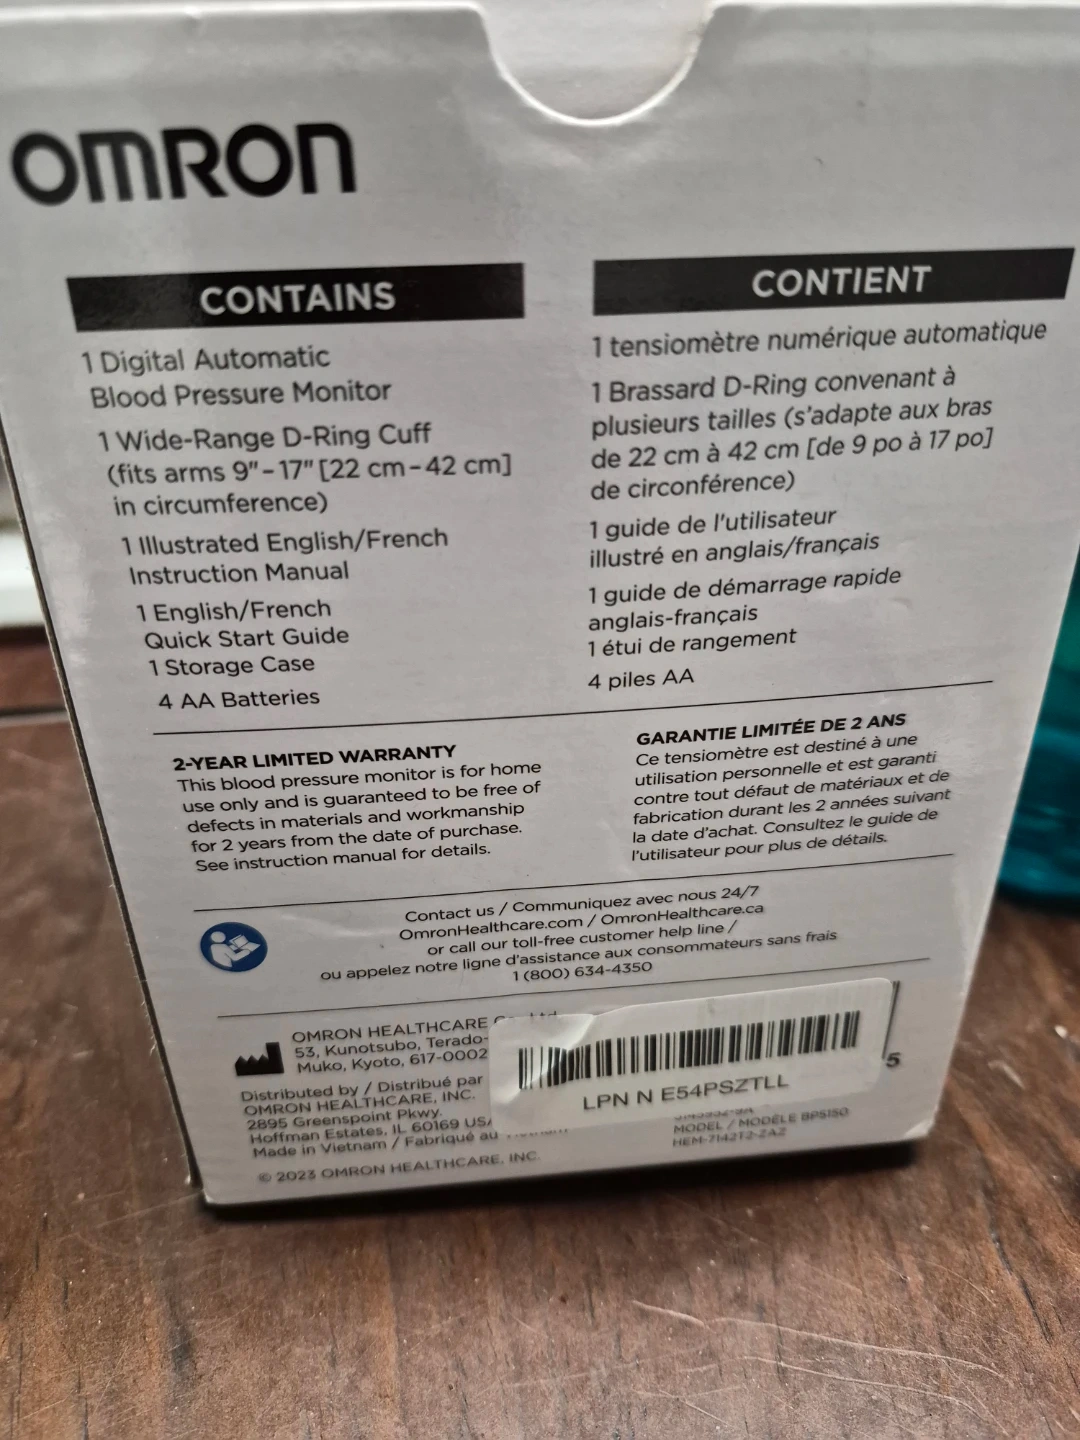 OMRON
CONTAINS
1 Digital Automatic
Blood Pressure Monitor
1 Wide-Range D-Ring Cuff
(fits arms 9"–17" [22 cm–42 cm]
in circumference)
1 Illustrated English/French
Instruction Manual
1 English/French
Quick Start Guide
1 Storage Case
4 AA Batteries
CONTIENT
1 tensiomètre numérique automatique
1 Brassard D-Ring convenant à
plusieurs tailles (s'adapte aux bras
de 22 cm à 42 cm [de 9 po à 17 po]
de circonférence)
1 guide de l'utilisateur
illustré en anglais/français
1 guide de démarrage rapide
anglais-français
1 étui de rangement
4 piles AA
2-YEAR LIMITED WARRANTY
This blood pressure monitor is for home
use only and is guaranteed to be free of
defects in materials and workmanship
for 2 years from the date of purchase.
See instruction manual for details.
GARANTIE LIMITÉE DE 2 ANS
Ce tensiomètre est destiné à une
utilisation personnelle et est garanti
contre tout défaut de matériaux et de
fabrication durant les 2 années suivant
la date d'achat. Consultez le guide de
l'utilisateur pour plus de détails.
Contact us / Communiquez avec nous 24/7
OmronHealthcare.com / OmronHealthcare.ca
or call our toll-free customer help line /
ou appelez notre ligne d'assistance aux consommateurs sans frais
1 (800) 634-4350
OMRON HEALTHCARE
53, Kunotsubo, Terado-
Muko, Kyoto, 617-0002
Distributed by / Distribué par
OMRON HEALTHCARE, INC.
2895 Greenspoint Pkwy.
Hoffman Estates, IL 60169 USA
Made in Vietnam / Fabriqué au
© 2023 OMRON HEALTHCARE, INC.
LPN N E54PSZTLL
5
MODEL / MODÈLE BP5150
HEM-7142T2-ZAZ